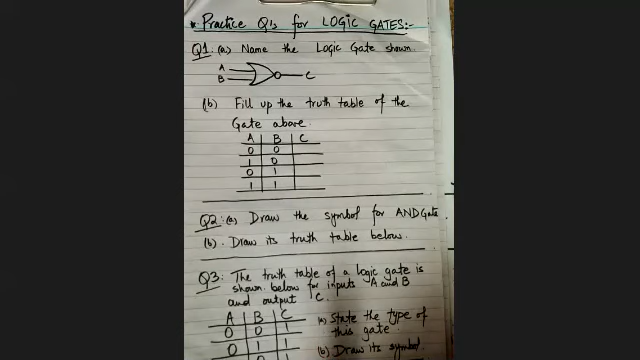 * Practice Q's for LOGIC GATES:-
Q1 (a) Name the Logic Gate shown
A
B C
(b) Fill up the truth table of the
Gate above.
A B C
0 0
1 0
0 1
1 1
Q2: (a) Draw the symbol for AND Gate
(b). Draw its truth table below.
Q3: The truth table of a logic gate is
shown below for inputs A and B
and output C.
A B C (a) State the type of
0 0 1 this gate.
0 1 1 (b) Draw its symbol